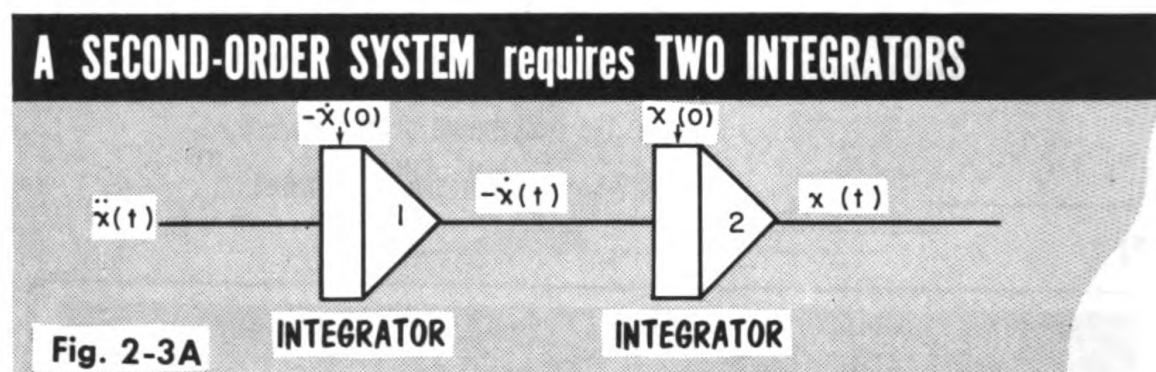 A SECOND-ORDER SYSTEM requires TWO INTEGRATORS
-ẋ(0)
x(0)
ẍ(t)
1
-ẋ(t)
2
x (t)
INTEGRATOR
INTEGRATOR
Fig. 2-3A